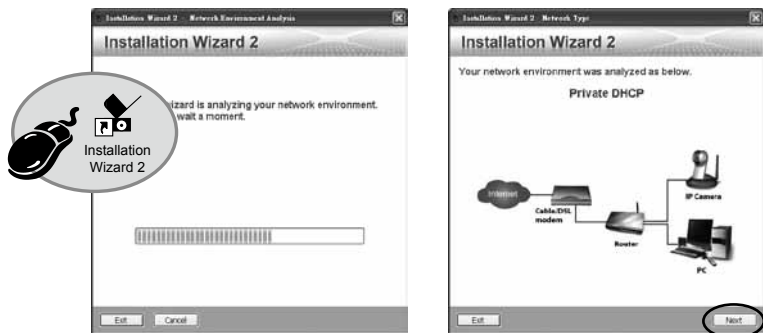 Installation Wizard 2 - Network Environment Analysis
Installation Wizard 2
izard is analyzing your network environment.
wait a moment.
Installation
Wizard 2
Exit
Cancel
Installation Wizard 2 - Network Type
Installation Wizard 2
Your network environment was analyzed as below.
Private DHCP
Internet
Cable/DSL
modem
Router
IP Camera
PC
Exit
Next